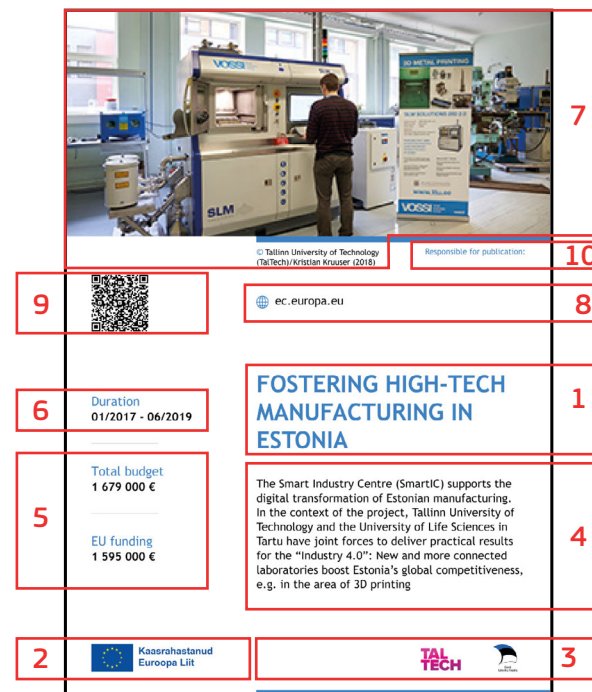 VOSSI
SLM
3D METAL PRINTING
SLM SOLUTIONS 280 2.0
www.ttu.ee
VOSSI
7
© Tallinn University of Technology
(TalTech)/Kristian Kruuser (2018)
Responsible for publication:
10
9
ec.europa.eu
8
FOSTERING HIGH-TECH
MANUFACTURING IN
ESTONIA
1
6
Duration
01/2017 - 06/2019
5
Total budget
1 679 000 €
EU funding
1 595 000 €
The Smart Industry Centre (SmartIC) supports the
digital transformation of Estonian manufacturing.
In the context of the project, Tallinn University of
Technology and the University of Life Sciences in
Tartu have joint forces to deliver practical results
for the “Industry 4.0”: New and more connected
laboratories boost Estonia’s global competitiveness,
e.g. in the area of 3D printing
4
2
Kaasrahastanud
Euroopa Liit
TAL
TECH
3